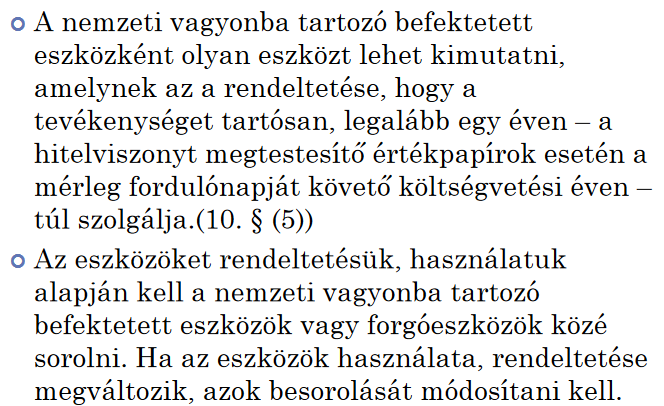 A nemzeti vagyonba tartozó befektetett
eszközként olyan eszközt lehet kimutatni,
amelynek az a rendeltetése, hogy a
tevékenységet tartósan, legalább egy éven – a
hitelviszonyt megtestesítő értékpapírok esetén a
mérleg fordulónapját követő költségvetési éven –
túl szolgálja.(10. § (5))
Az eszközöket rendeltetésük, használatuk
alapján kell a nemzeti vagyonba tartozó
befektetett eszközök vagy forgóeszközök közé
sorolni. Ha az eszközök használata, rendeltetése
megváltozik, azok besorolását módosítani kell.